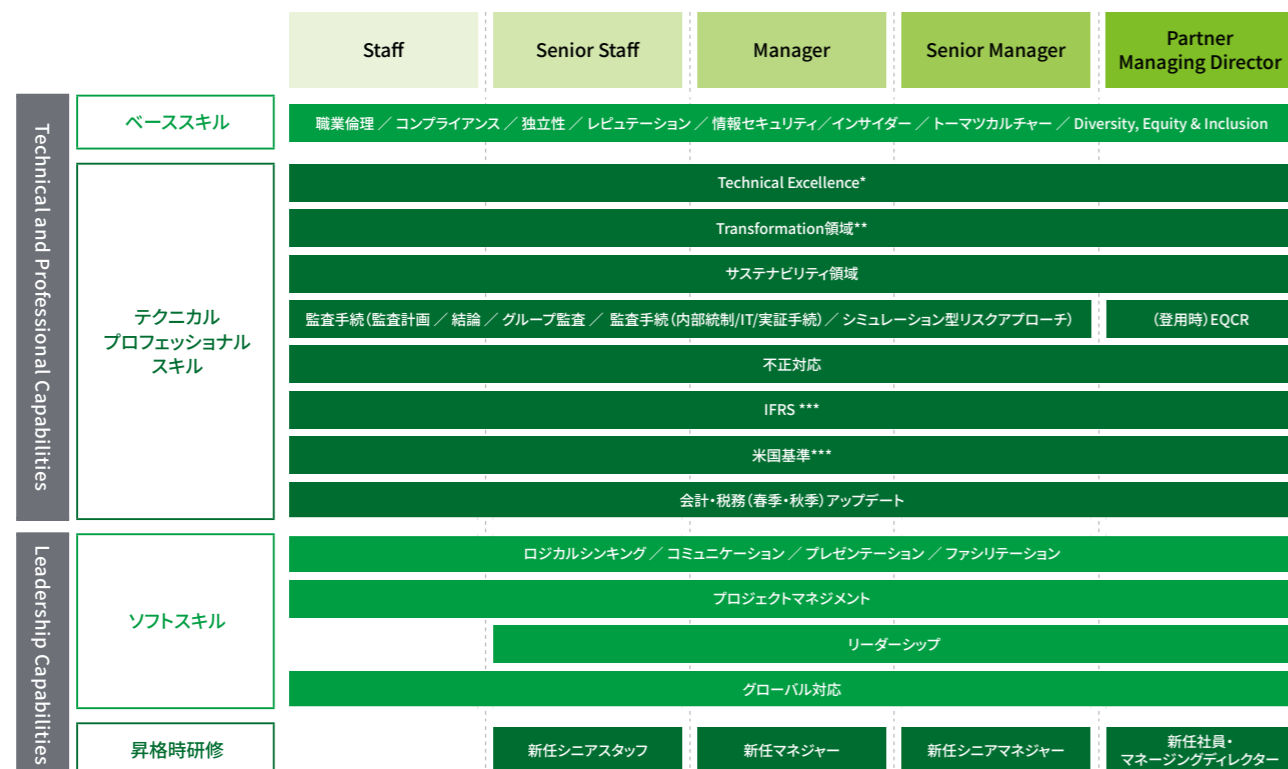 Staff
Senior Staff
Manager
Senior Manager
Partner
Managing Director
Technical and Professional Capabilities
ベーススキル
職業倫理 ／ コンプライアンス ／ 独立性 ／ レピュテーション ／ 情報セキュリティ／インサイダー ／ トーマツカルチャー ／ Diversity, Equity & Inclusion
テクニカル
プロフェッショナル
スキル
Technical Excellence*
Transformation領域**
サステナビリティ領域
監査手続（監査計画 ／ 結論 ／ グループ監査 ／ 監査手続（内部統制/IT/実証手続）／ シミュレーション型リスクアプローチ）
（登用時）EQCR
不正対応
IFRS ***
米国基準***
会計・税務（春季・秋季）アップデート
Leadership Capabilities
ソフトスキル
ロジカルシンキング ／ コミュニケーション ／ プレゼンテーション ／ ファシリテーション
プロジェクトマネジメント
リーダーシップ
グローバル対応
昇格時研修
新任シニアスタッフ
新任マネジャー
新任シニアマネジャー
新任社員・
マネージングディレクター